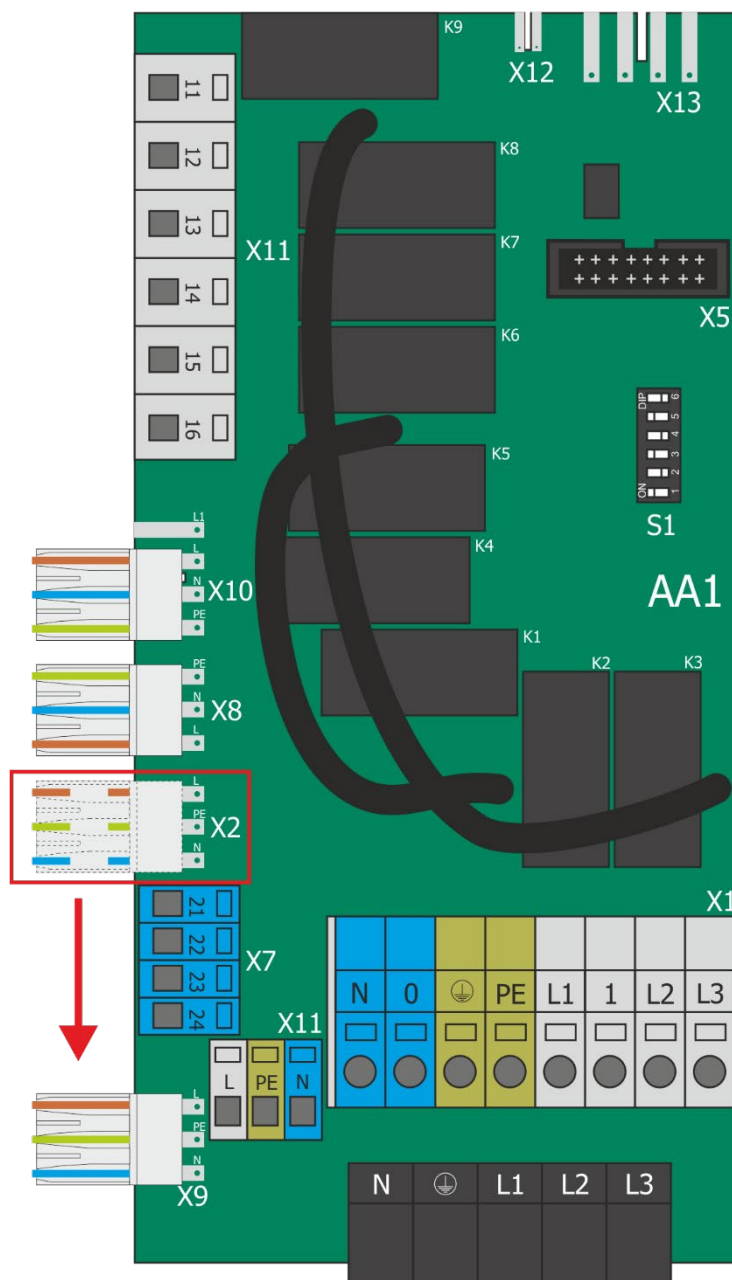 K9
X12
X13
11
12
13
14
15
16
X11
K8
K7
K6
X5
DIP
ON
6
5
4
3
2
1
S1
K5
K4
AA1
L1
L
N
PE
X10
K1
K2
K3
PE
N
L
X8
L
PE
N
X2
21
22
23
24
X7
X1
N 0 PE L1 1 L2 L3
X11
L PE N
L
PE
N
X9
N L1 L2 L3